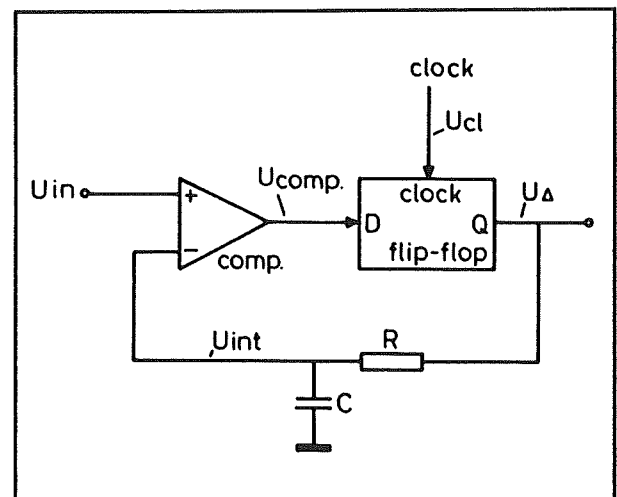 clock
Ucl
Uin
+
Ucomp.
clock
D
Q
UΔ
flip-flop
−
comp.
Uint
R
C